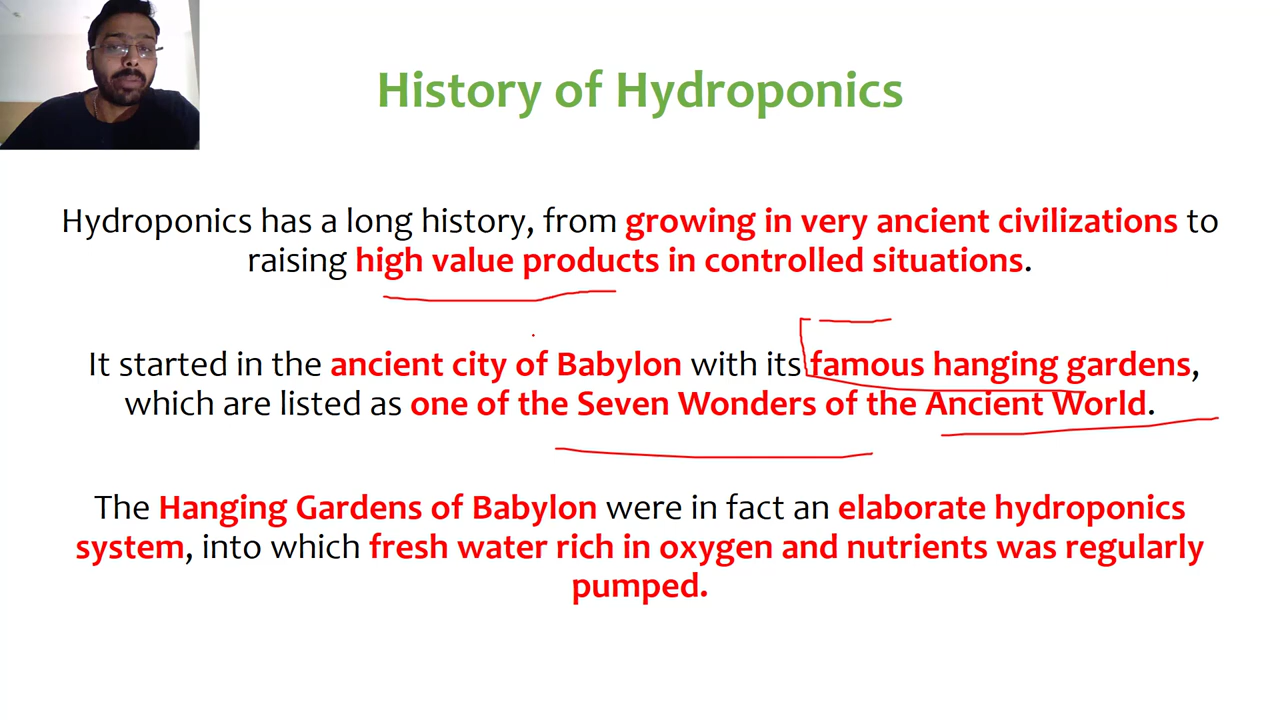 History of Hydroponics
Hydroponics has a long history, from growing in very ancient civilizations to
raising high value products in controlled situations.
It started in the ancient city of Babylon with its famous hanging gardens,
which are listed as one of the Seven Wonders of the Ancient World.
The Hanging Gardens of Babylon were in fact an elaborate hydroponics
system, into which fresh water rich in oxygen and nutrients was regularly
pumped.